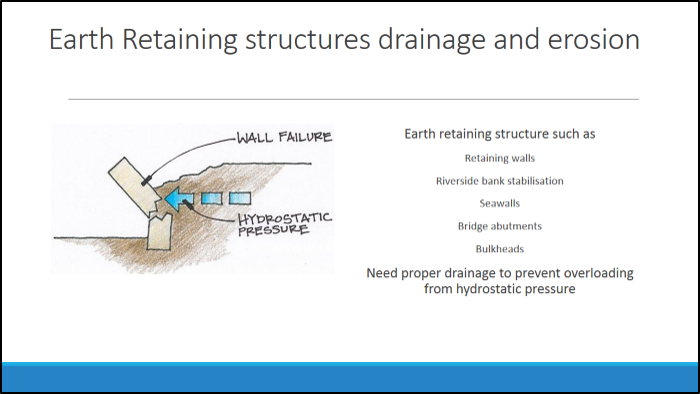 Earth Retaining structures drainage and erosion
WALL FAILURE
HYDROSTATIC
PRESSURE
Earth retaining structure such as
Retaining walls
Riverside bank stabilisation
Seawalls
Bridge abutments
Bulkheads
Need proper drainage to prevent overloading
from hydrostatic pressure